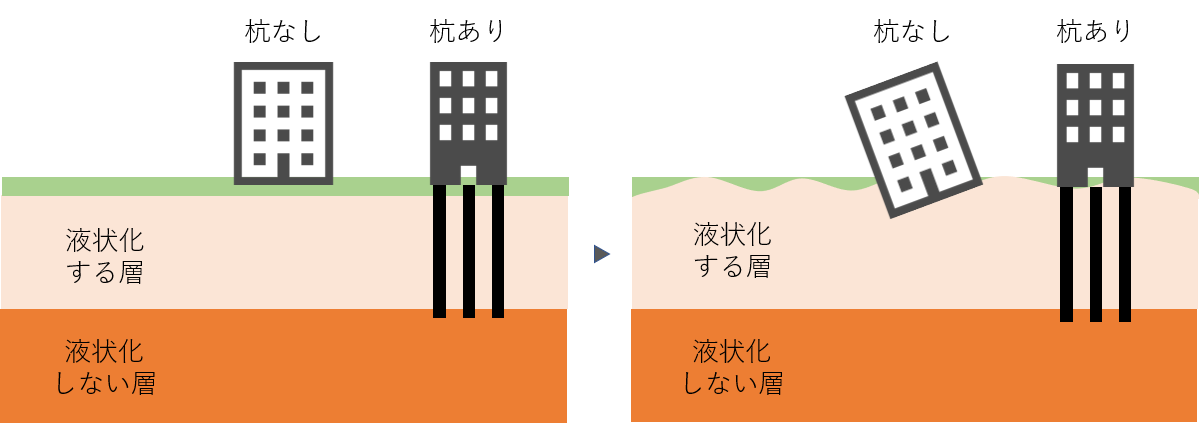 杭なし
杭あり
液状化
する層
液状化
しない層
杭なし
杭あり
液状化
する層
液状化
しない層